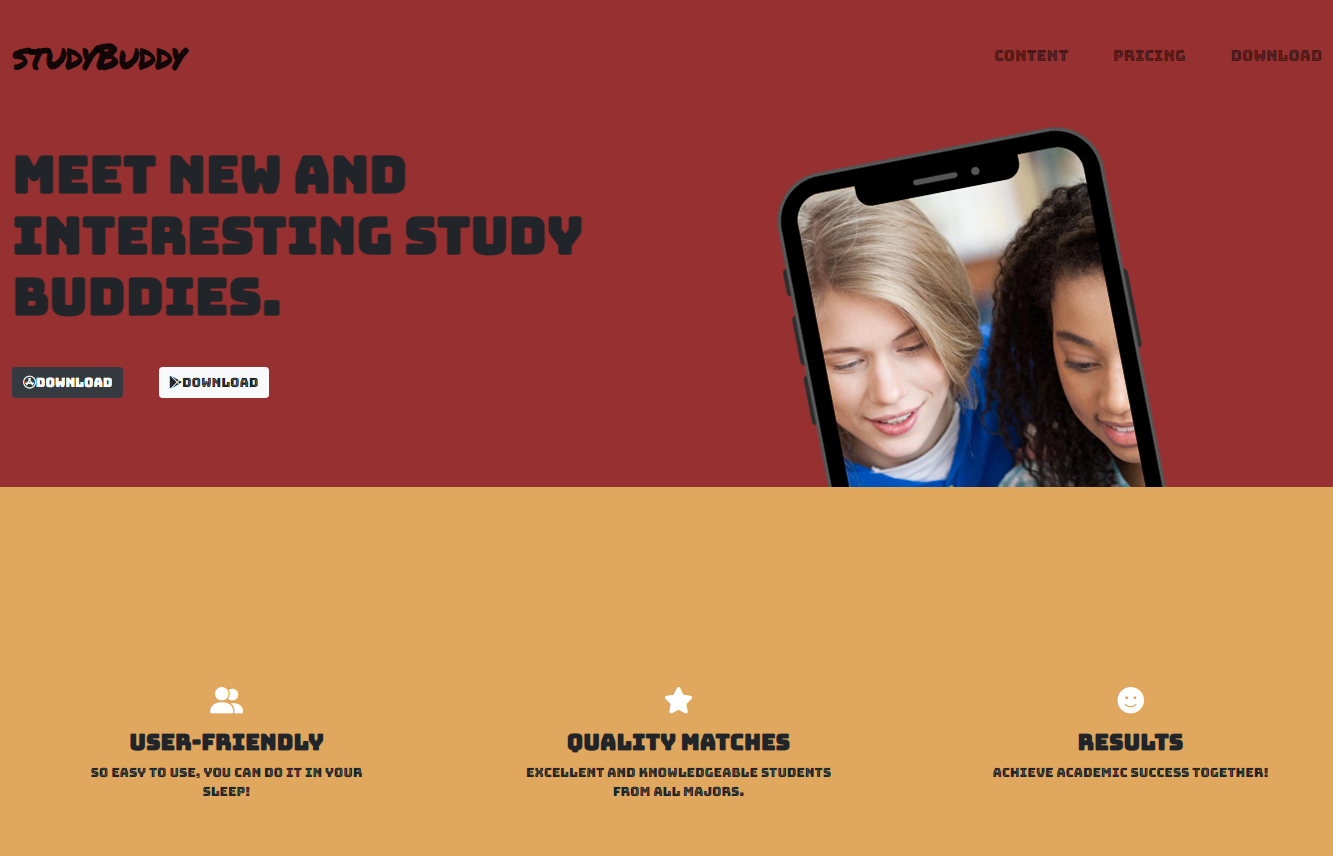 STUDYBUDDY
CONTENT PRICING DOWNLOAD
MEET NEW AND
INTERESTING STUDY
BUDDIES.
DOWNLOAD DOWNLOAD
USER-FRIENDLY
SO EASY TO USE, YOU CAN DO IT IN YOUR
SLEEP!
QUALITY MATCHES
EXCELLENT AND KNOWLEDGEABLE STUDENTS
FROM ALL MAJORS.
RESULTS
ACHIEVE ACADEMIC SUCCESS TOGETHER!